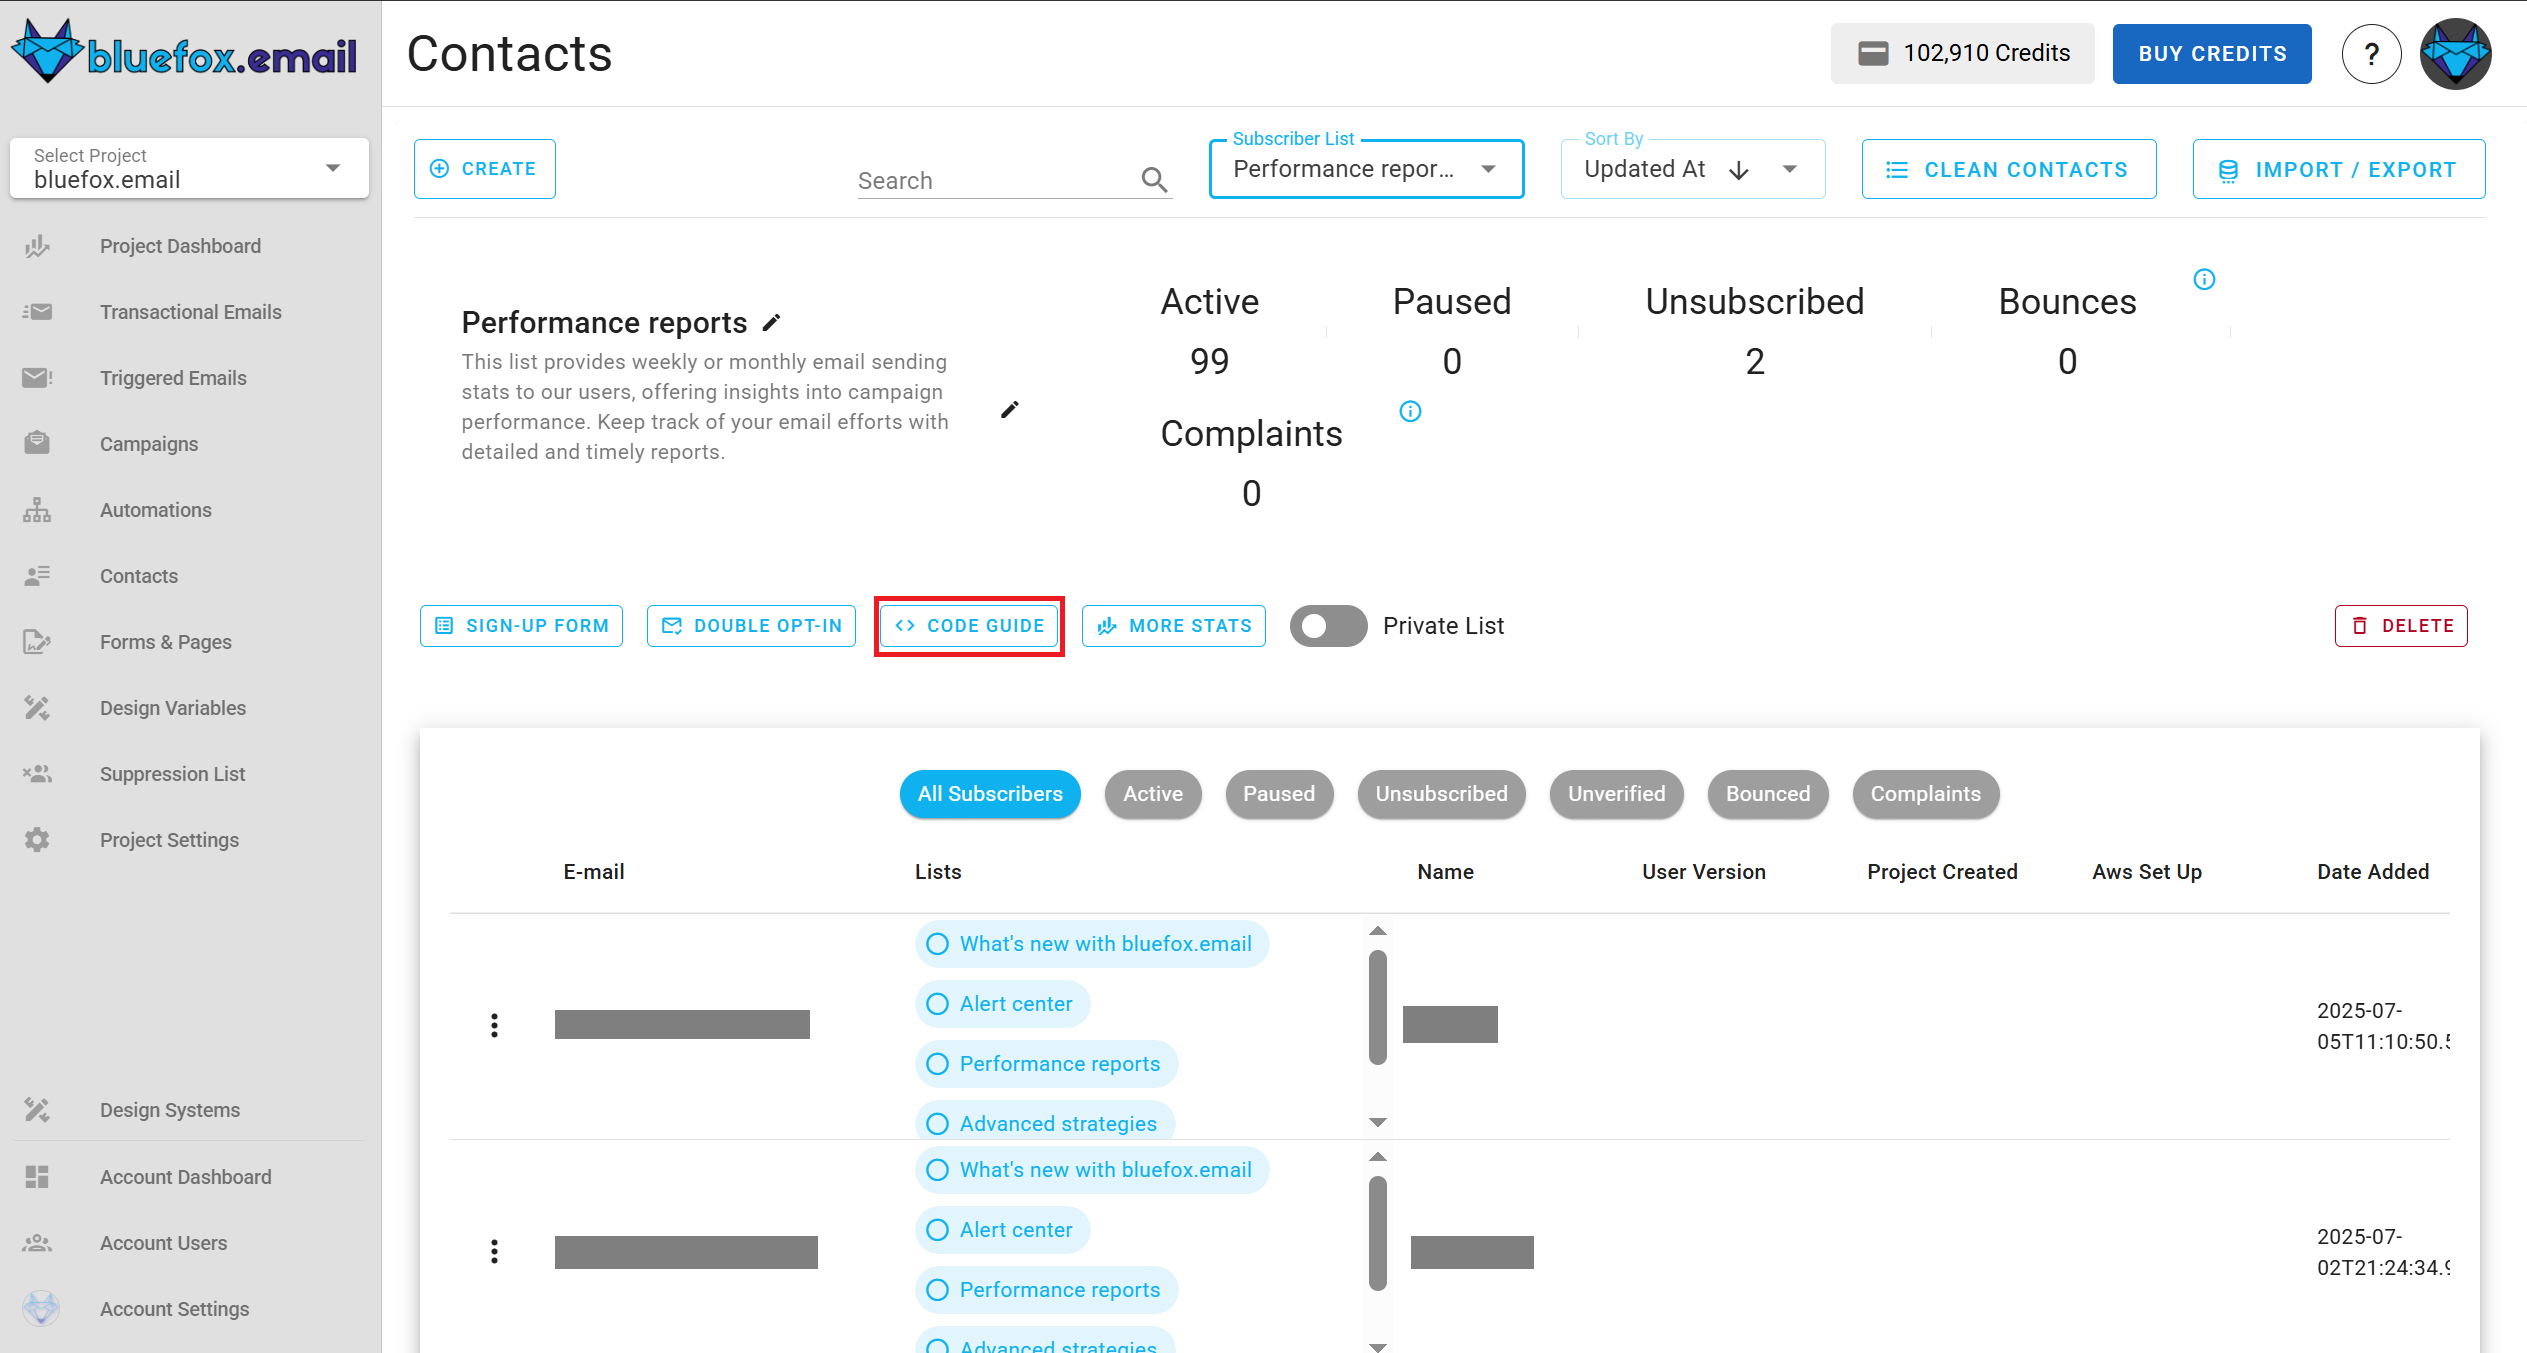 bluefox.email
Contacts
102,910 Credits
BUY CREDITS
?
Select Project
bluefox.email
Project Dashboard
Transactional Emails
Triggered Emails
Campaigns
Automations
Contacts
Forms & Pages
Design Variables
Suppression List
Project Settings
Design Systems
Account Dashboard
Account Users
Account Settings
CREATE
Search
Subscriber List
Performance repor...
Sort By
Updated At
CLEAN CONTACTS
IMPORT / EXPORT
Performance reports
This list provides weekly or monthly email sending
stats to our users, offering insights into campaign
performance. Keep track of your email efforts with
detailed and timely reports.
Active
99
Paused
0
Unsubscribed
2
Bounces
0
Complaints
0
SIGN-UP FORM
DOUBLE OPT-IN
CODE GUIDE
MORE STATS
Private List
DELETE
All Subscribers
Active
Paused
Unsubscribed
Unverified
Bounced
Complaints
E-mail
Lists
Name
User Version
Project Created
Aws Set Up
Date Added
What's new with bluefox.email
Alert center
Performance reports
Advanced strategies
2025-07-
05T11:10:50.5
What's new with bluefox.email
Alert center
Performance reports
Advanced strategies
2025-07-
02T21:24:34.9